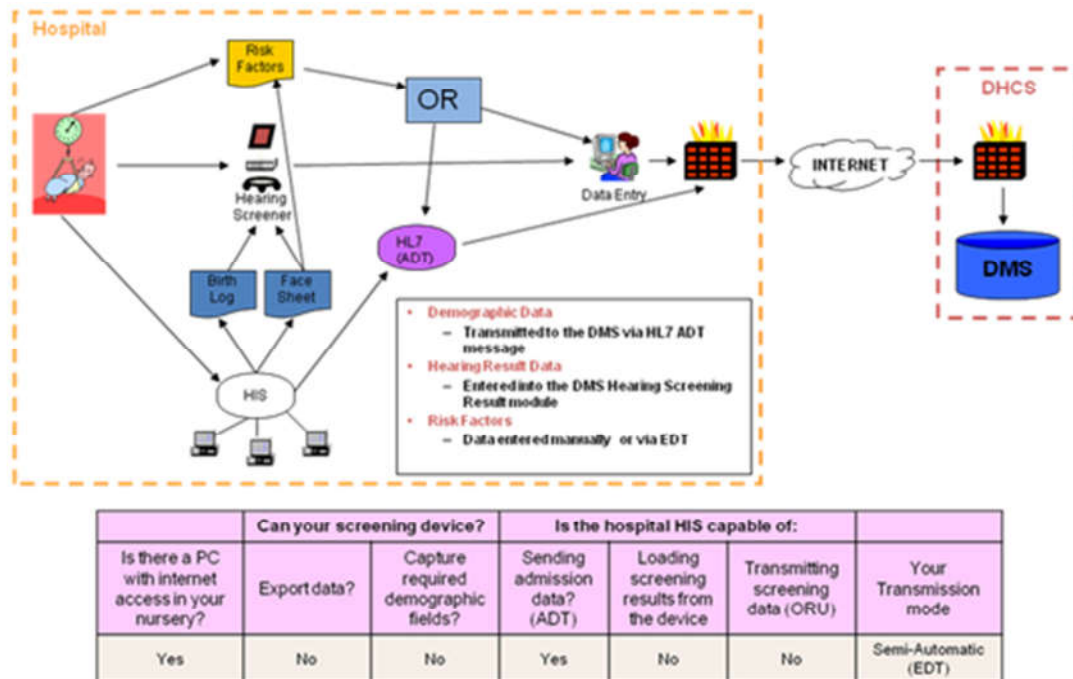 Hospital
Risk
Factors
OR
DHCS
Hearing
Screener
Data Entry
INTERNET
HL7
(ADT)
DMS
Birth
Log
Face
Sheet
HIS
• Demographic Data
– Transmitted to the DMS via HL7 ADT
message
• Hearing Result Data
– Entered into the DMS Hearing Screening
Result module
• Risk Factors
– Data entered manually or via EDT
Can your screening device?
Is the hospital HIS capable of:
Is there a PC
with internet
access in your
nursery?
Export data?
Capture
required
demographic
fields?
Sending
admission
data?
(ADT)
Loading
screening
results from
the device
Transmitting
screening
data (ORU)
Your
Transmission
mode
Yes
No
No
Yes
No
No
Semi-Automatic
(EDT)